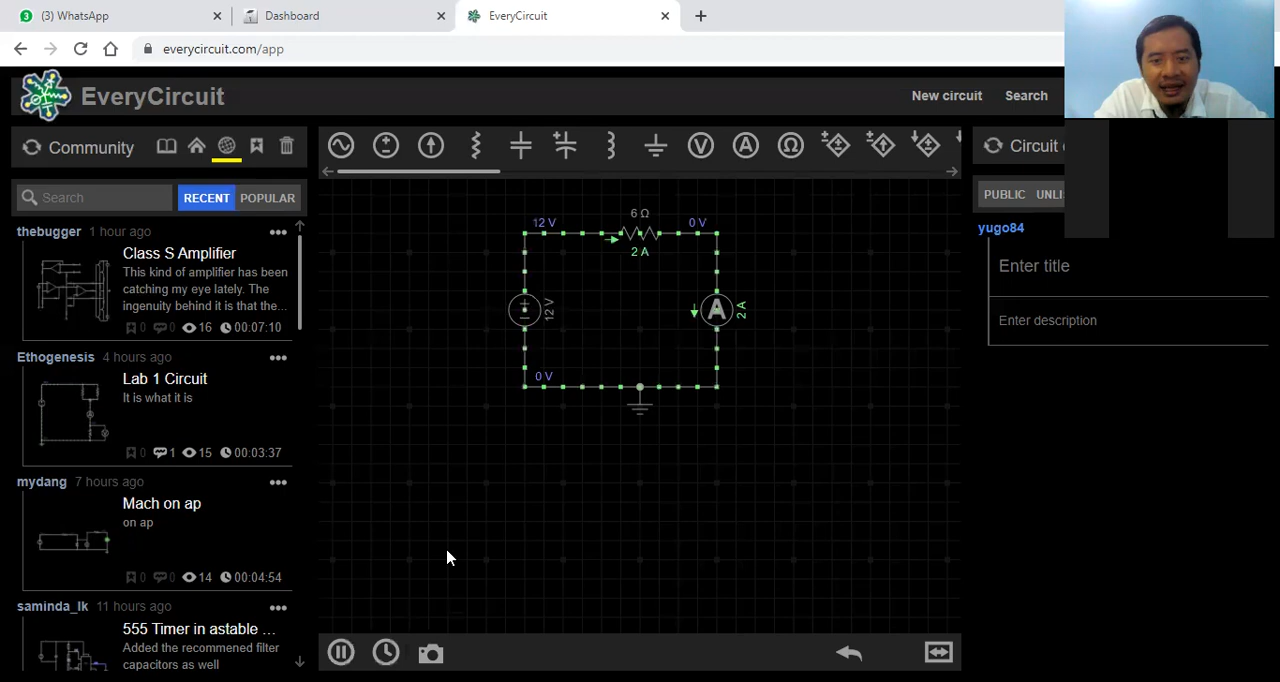 (3) WhatsApp
Dashboard
EveryCircuit
everycircuit.com/app
EveryCircuit
New circuit
Search
Community
Circuit
Search
RECENT
POPULAR
PUBLIC
thebugger 1 hour ago
Class S Amplifier
This kind of amplifier has been
catching my eye lately. The
ingenuity behind it is that the...
0 0 16 00:07:10
Ethogenesis 4 hours ago
Lab 1 Circuit
It is what it is
0 1 15 00:03:37
mydang 7 hours ago
Mach on ap
on ap
0 0 14 00:04:54
saminda_lk 11 hours ago
555 Timer in astable ...
Added the recommened filter
capacitors as well
6 Ω
12 V
0 V
2 A
12 V
A
2 A
0 V
V
A
Ω
yugo84
Enter title
Enter description